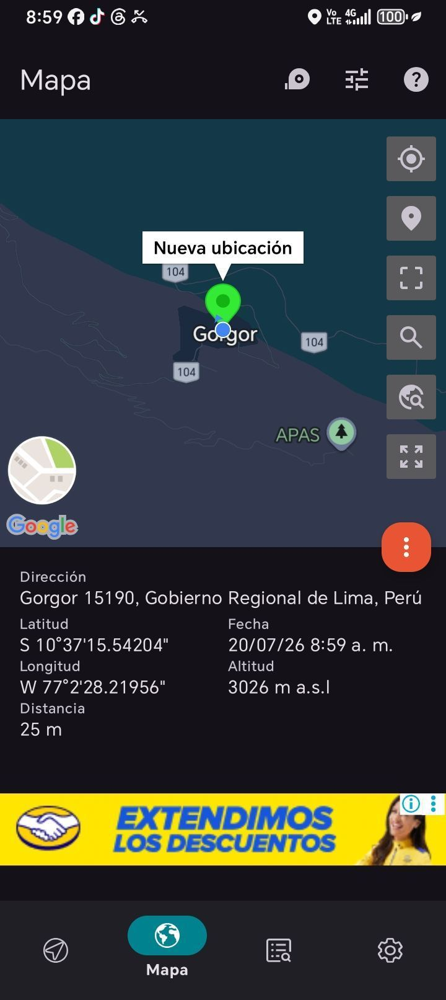 8:59
Vo
LTE
4G
100
Mapa
?
Nueva ubicación
104
Gorgor
104
104
APAS
Google
Dirección
Gorgor 15190, Gobierno Regional de Lima, Perú
Latitud
Fecha
S 10°37'15.54204"
20/07/26 8:59 a. m.
Longitud
Altitud
W 77°2'28.21956"
3026 m a.s.l
Distancia
25 m
EXTENDIMOS
LOS DESCUENTOS
Mapa